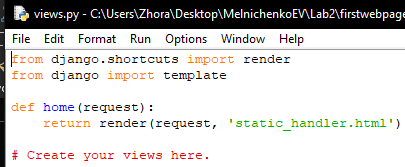 views.py - C:\Users\Zhora\Desktop\MelnichenkoEV\Lab2\firstwebpage
File Edit Format Run Options Window Help
from django.shortcuts import render
from django import template
def home(request):
return render(request, 'static_handler.html')
# Create your views here.